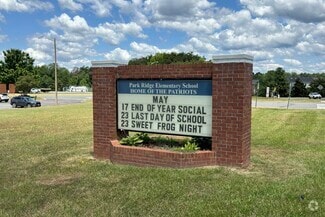 Park Ridge Elementary School
HOME OF THE PATRIOTS
MAY
17 END OF YEAR SOCIAL
23 LAST DAY OF SCHOOL
23 SWEET FROG NIGHT